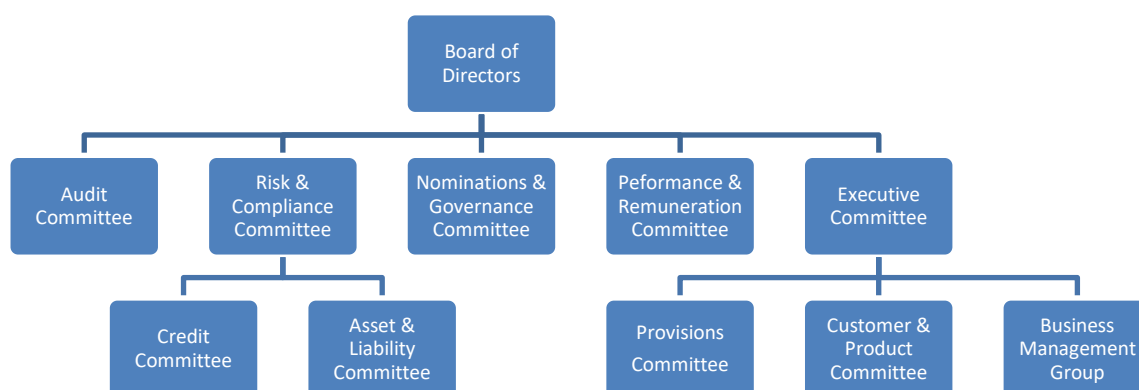 Board of
Directors
Audit
Committee
Risk &
Compliance
Committee
Nominations &
Governance
Committee
Peformance &
Remuneration
Committee
Executive
Committee
Credit
Committee
Asset &
Liability
Committee
Provisions
Committee
Customer &
Product
Committee
Business
Management
Group